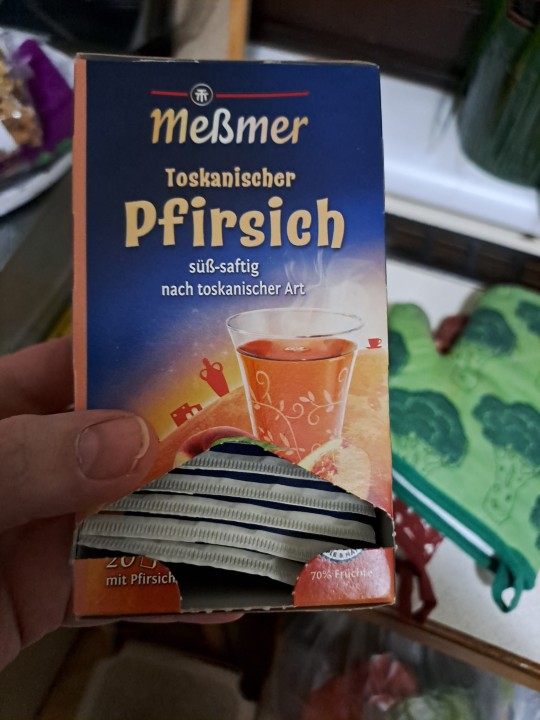 Meßmer
Toskanischer
Pfirsich
süß-saftig
nach toskanischer Art
20
mit Pfirsich
70% Früchte